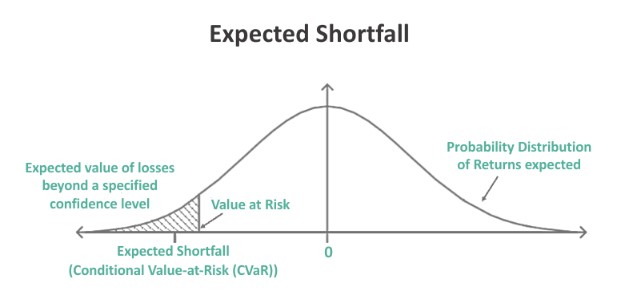 Expected Shortfall
Expected value of losses
beyond a specified
confidence level
Value at Risk
Probability Distribution
of Returns expected
Expected Shortfall
(Conditional Value-at-Risk (CVaR))
0